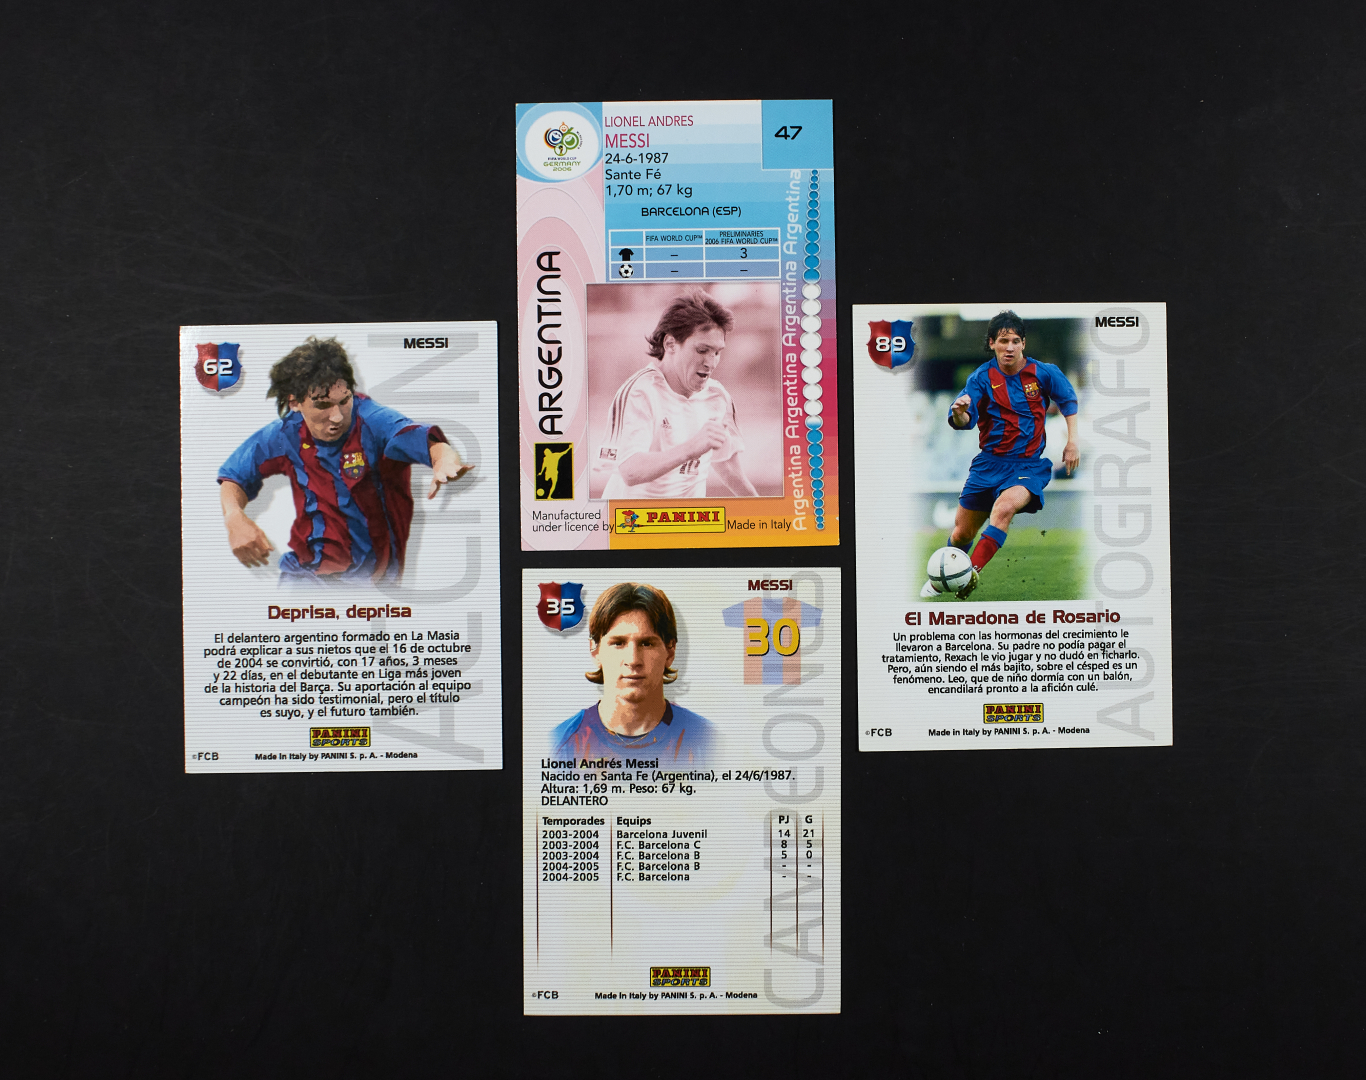 LIONEL ANDRES
MESSI
24-6-1987
Sante Fé
1,70 m; 67 kg
BARCELONA (ESP)
47
FIFA WORLD CUP
GERMANY
2006
FIFA WORLD CUP™
PRELIMINARIES
2006 FIFA WORLD CUP™
– 3
– –
ARGENTINA
Argentina Argentina Argentina Argentina
Manufactured
under licence by
PANINI
Made in Italy
62
MESSI
ACCION
Deprisa, deprisa
El delantero argentino formado en La Masia
podrá explicar a sus nietos que el 16 de octubre
de 2004 se convirtió, con 17 años, 3 meses
y 22 días, en el debutante en Liga más joven
de la historia del Barça. Su aportación al equipo
campeón ha sido testimonial, pero el título
es suyo, y el futuro también.
PANINI
SPORTS
©FCB
Made in Italy by PANINI S. p. A. - Modena
89
MESSI
AUTOGRAFO
El Maradona de Rosario
Un problema con las hormonas del crecimiento le
llevaron a Barcelona. Su padre no podía pagar el
tratamiento, Rexach le vio jugar y no dudó en ficharlo.
Pero, aún siendo el más bajito, sobre el césped es un
fenómeno. Leo, que de niño dormía con un balón,
encandilará pronto a la afición culé.
PANINI
SPORTS
©FCB
Made in Italy by PANINI S. p. A. - Modena
35
MESSI
30
CAMPEONES
Lionel Andrés Messi
Nacido en Santa Fe (Argentina), el 24/6/1987.
Altura: 1,69 m. Peso: 67 kg.
DELANTERO
Temporades Equips PJ G
2003-2004 Barcelona Juvenil 14 21
2003-2004 F.C. Barcelona C 8 5
2003-2004 F.C. Barcelona B 5 0
2004-2005 F.C. Barcelona B - -
2004-2005 F.C. Barcelona - -
PANINI
SPORTS
©FCB
Made in Italy by PANINI S. p. A. - Modena